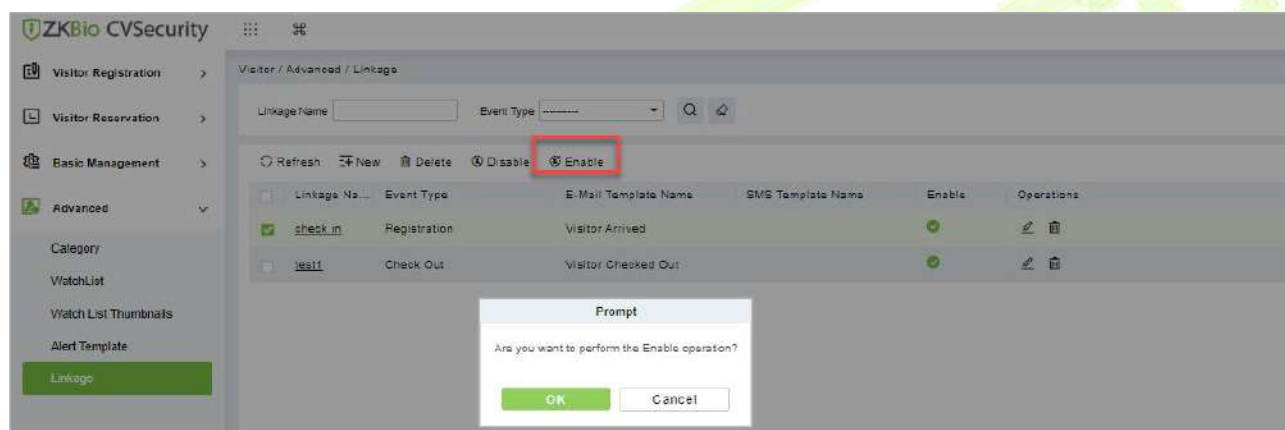 ZKBio CVSecurity
Visitor Registration
Visitor Reservation
Basic Management
Advanced
Category
WatchList
Watch List Thumbnails
Alert Template
Linkage
Visitor / Advanced / Linkage
Linkage Name Event Type ----------
Refresh New Delete Disable Enable
Linkage Na... Event Type E-Mail Template Name SMS Template Name Enable Operations
check in Registration Visitor Arrived
test1 Check Out Visitor Checked Out
Prompt
Are you want to perform the Enable operation?
OK Cancel